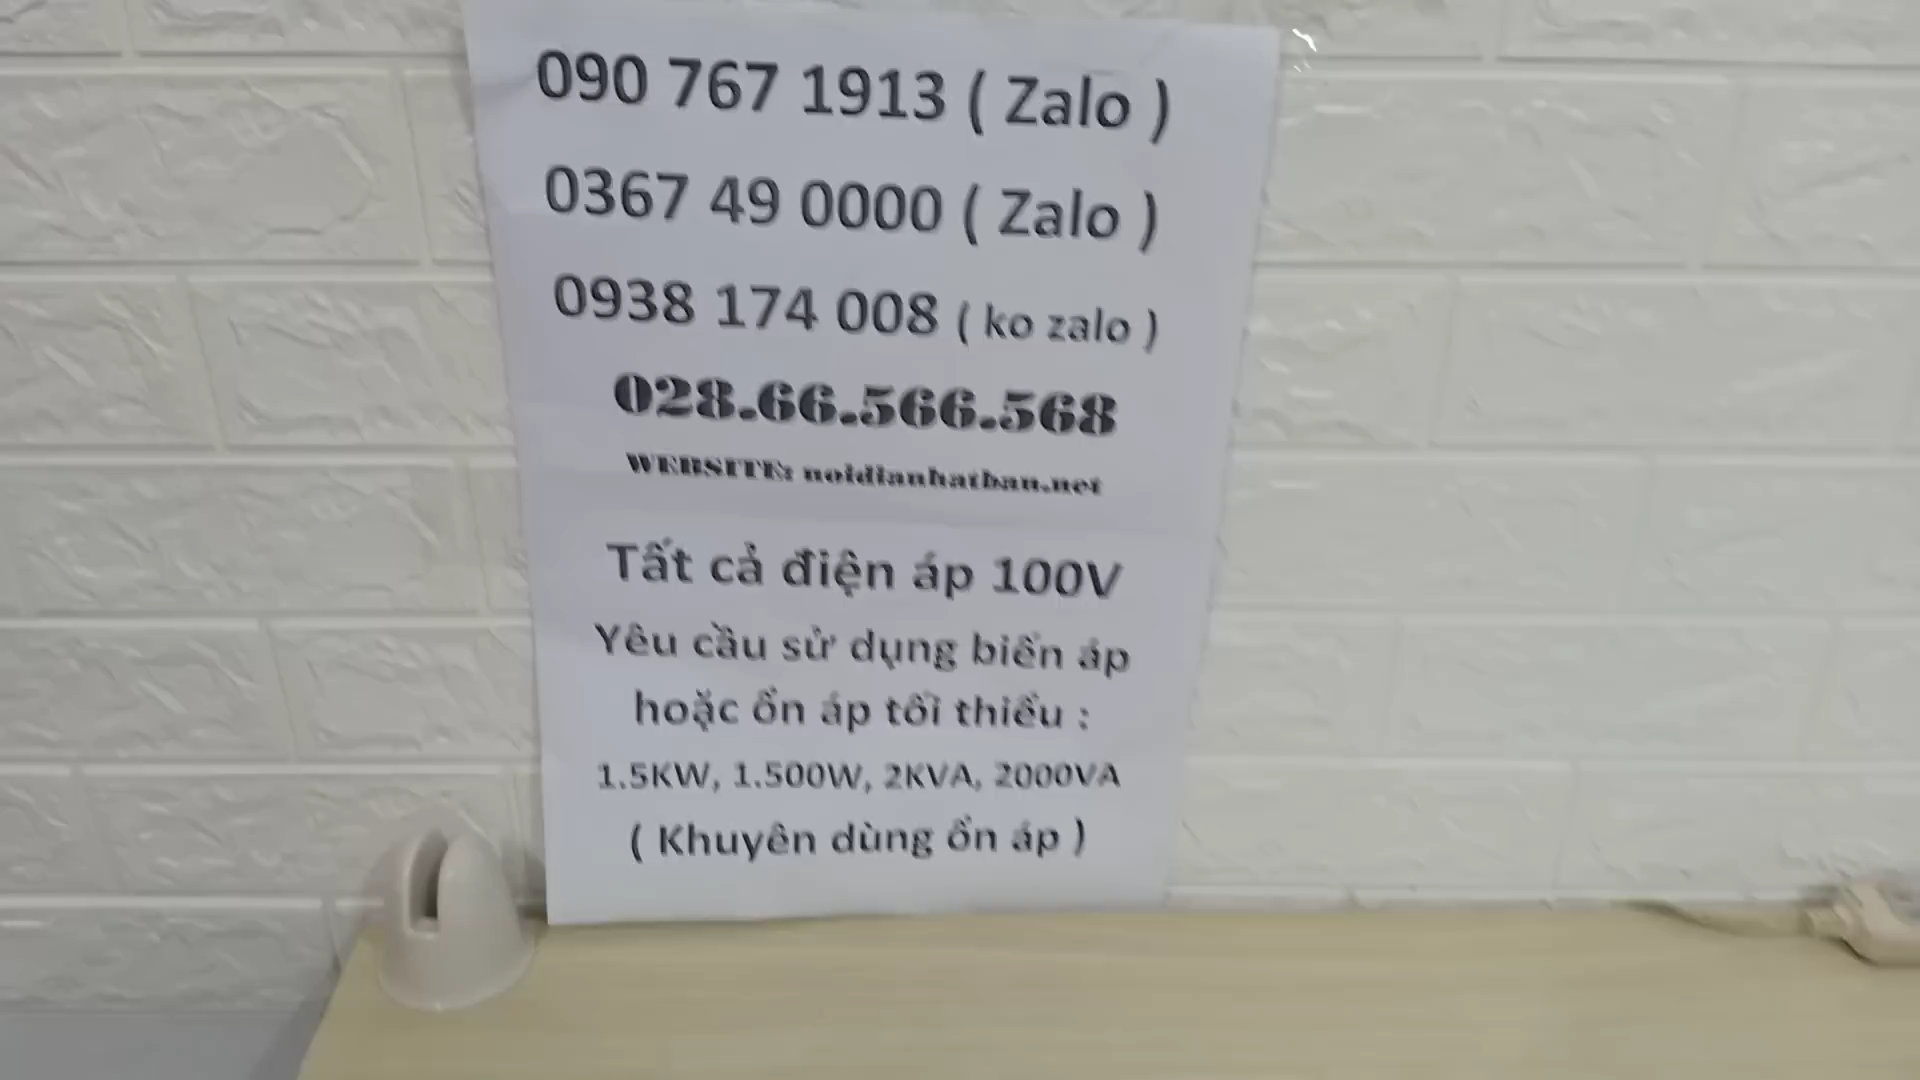 090 767 1913 ( Zalo )
0367 49 0000 ( Zalo )
0938 174 008 ( ko zalo )
028.66.566.568
WEBSITE: noidianhatban.net
Tất cả điện áp 100V
Yêu cầu sử dụng biến áp
hoặc ổn áp tối thiểu :
1.5KW, 1.500W, 2KVA, 2000VA
( Khuyên dùng ổn áp )